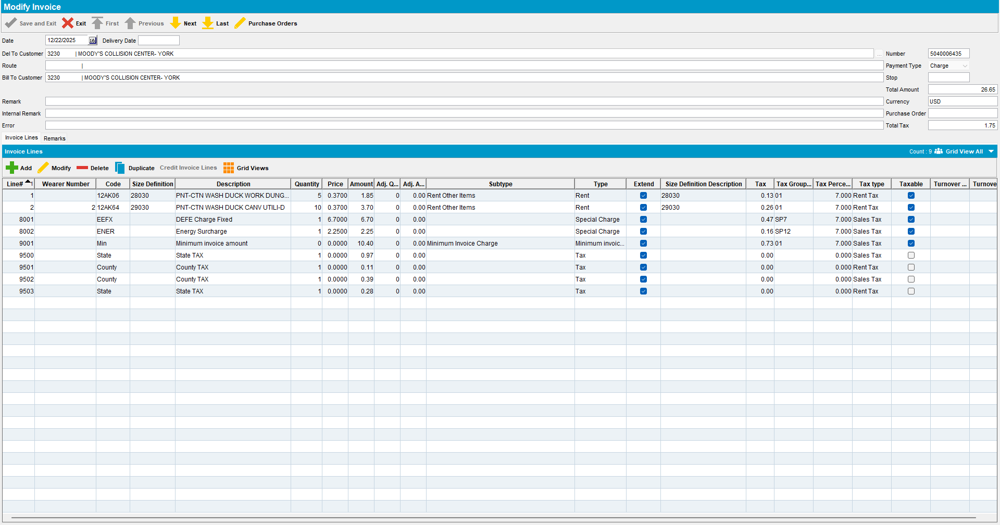 Modify Invoice
Save and Exit Exit First Previous Next Last Purchase Orders
Date 12/22/2025 16 Delivery Date
Del To Customer 3230 | MOODY'S COLLISION CENTER- YORK ... Number 5040006435
Route | Payment Type Charge
Bill To Customer 3230 | MOODY'S COLLISION CENTER- YORK Stop
Total Amount 26.65
Remark Currency USD
Internal Remark Purchase Order
Error Total Tax 1.75
Invoice Lines Remarks
Invoice Lines Count : 9 Grid View All
Add Modify Delete Duplicate Credit Invoice Lines Grid Views
Line# 1 Wearer Number Code Size Definition Description Quantity Price Amount Adj. Q... Adj. A... Subtype Type Extend Size Definition Description Tax Tax Group... Tax Perce... Tax type Taxable Turnover ... Turnove
1 12AK06 28030 PNT-CTN WASH DUCK WORK DUNG... 5 0.3700 1.85 0 0.00 Rent Other Items Rent 28030 0.13 01 7.000 Rent Tax
2 2 12AK64 29030 PNT-CTN WASH DUCK CANV UTILI-D 10 0.3700 3.70 0 0.00 Rent Other Items Rent 29030 0.26 01 7.000 Rent Tax
8001 EEFX DEFE Charge Fixed 1 6.7000 6.70 0 0.00 Special Charge 0.47 SP7 7.000 Sales Tax
8002 ENER Energy Surcharge 1 2.2500 2.25 0 0.00 Special Charge 0.16 SP12 7.000 Sales Tax
9001 Min Minimum invoice amount 0 0.0000 10.40 0 0.00 Minimum Invoice Charge Minimum invoic... 0.73 01 7.000 Sales Tax
9500 State State TAX 1 0.0000 0.97 0 0.00 Tax 0.00 0.000 Sales Tax
9501 County County TAX 1 0.0000 0.11 0 0.00 Tax 0.00 0.000 Rent Tax
9502 County County TAX 1 0.0000 0.39 0 0.00 Tax 0.00 0.000 Sales Tax
9503 State State TAX 1 0.0000 0.28 0 0.00 Tax 0.00 0.000 Rent Tax